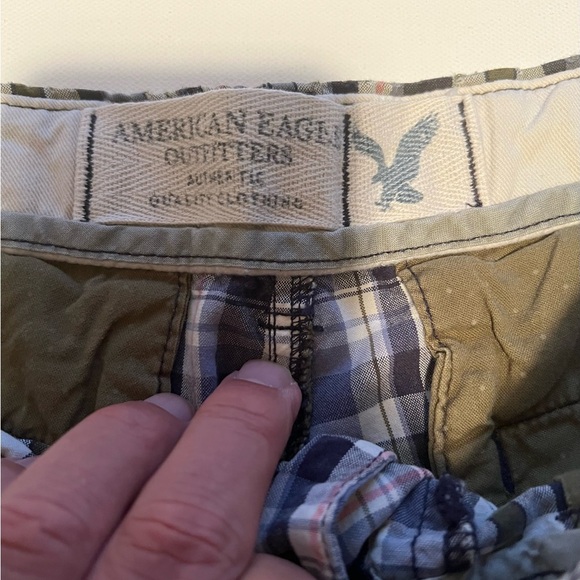 AMERICAN EAGLE
OUTFITTERS
AUTHENTIC
QUALITY CLOTHING